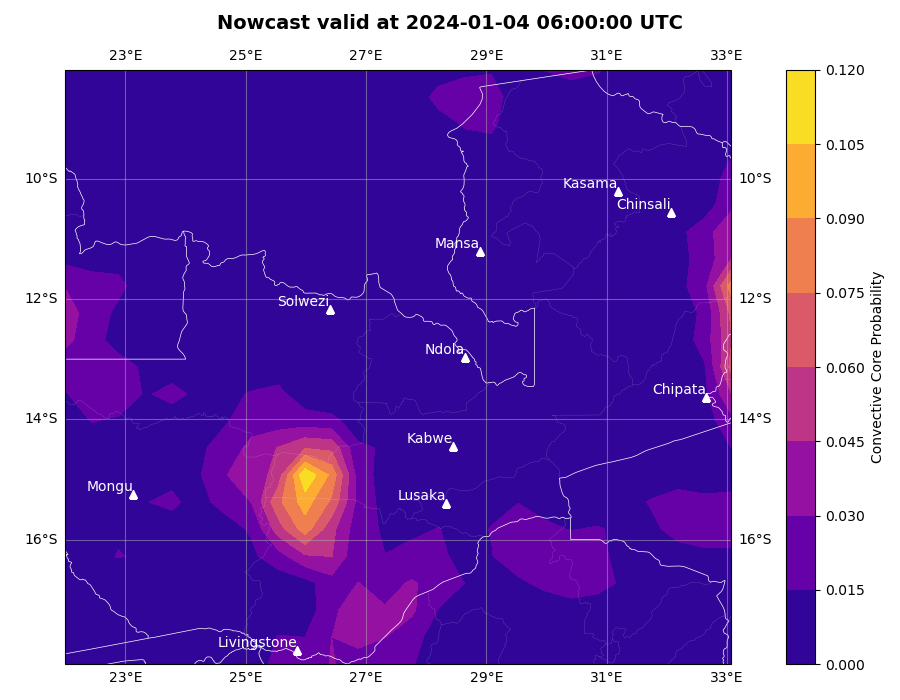 Nowcast valid at 2024-01-04 06:00:00 UTC
23°E 25°E 27°E 29°E 31°E 33°E
0.120
0.105
10°S 10°S
Kasama
Chinsali
0.090
Mansa
12°S 12°S
Solwezi
0.075
Ndola
0.060
Chipata
14°S 14°S
Kabwe
0.045
Mongu
Lusaka
0.030
16°S 16°S
0.015
Livingstone
0.000
23°E 25°E 27°E 29°E 31°E 33°E
Convective Core Probability